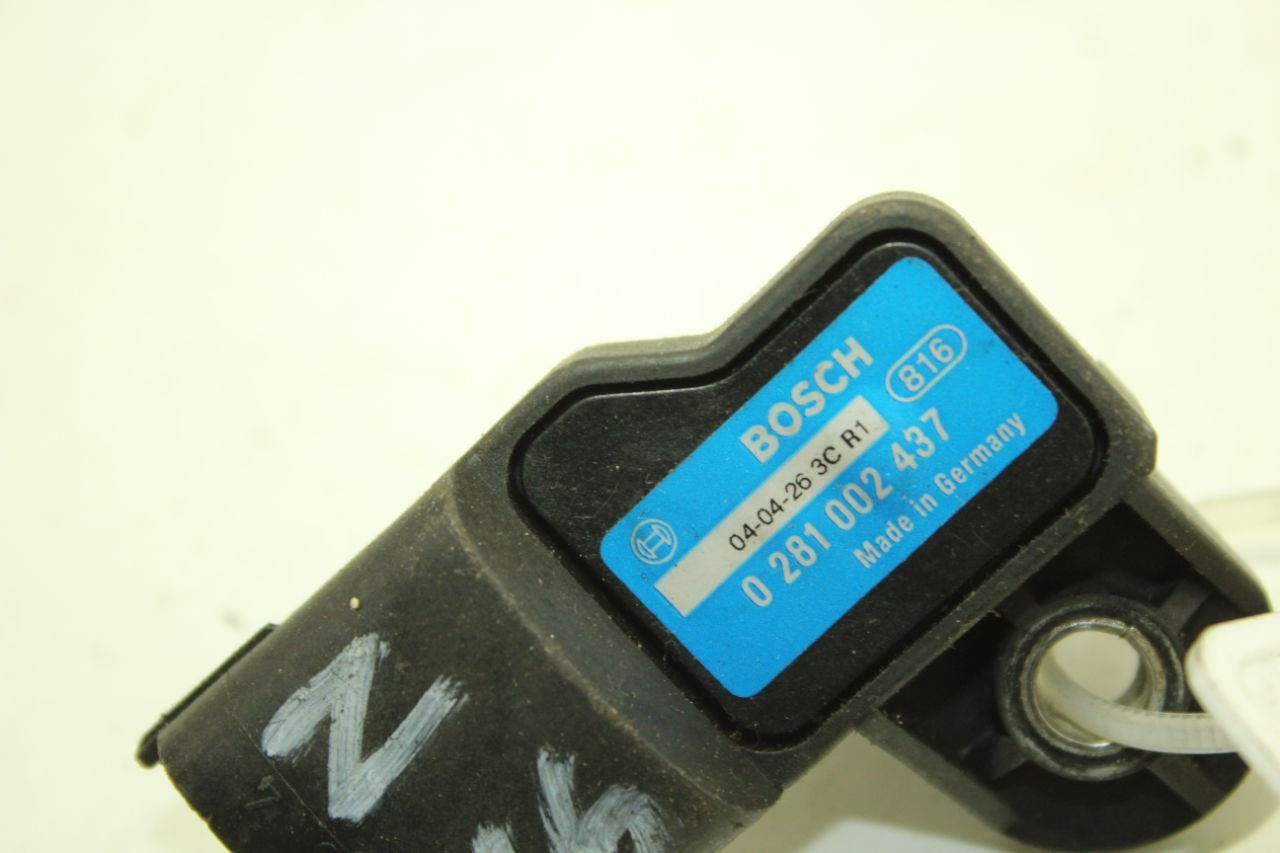 BOSCH
816
04-04-26 3C R1
0 281 002 437
Made in Germany
N